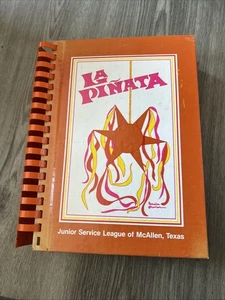 LA
PIÑATA
Junior Service League of McAllen, Texas